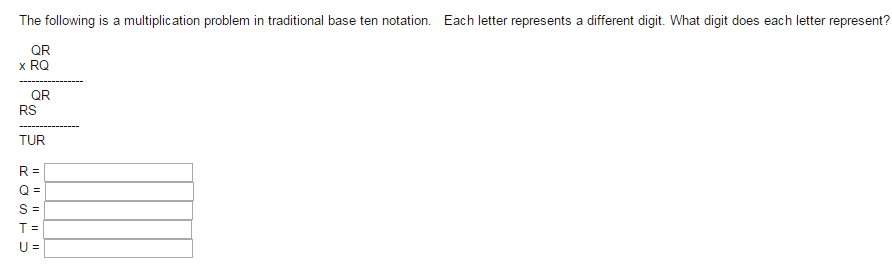 The following is a multiplication problem in traditional base ten notation. Each letter represents a different digit. What digit does each letter represent?
QR
x RQ
----------------
QR
RS
---------------
TUR
R =
Q =
S =
T =
U =